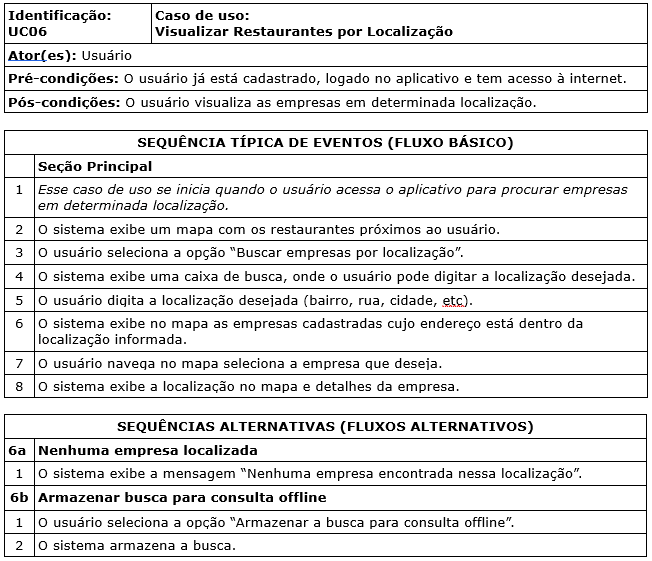 Identificação:
UC06
Caso de uso:
Visualizar Restaurantes por Localização
Ator(es): Usuário
Pré-condições: O usuário já está cadastrado, logado no aplicativo e tem acesso à internet.
Pós-condições: O usuário visualiza as empresas em determinada localização.
SEQUÊNCIA TÍPICA DE EVENTOS (FLUXO BÁSICO)
Seção Principal
1 Esse caso de uso se inicia quando o usuário acessa o aplicativo para procurar empresas
em determinada localização.
2 O sistema exibe um mapa com os restaurantes próximos ao usuário.
3 O usuário seleciona a opção “Buscar empresas por localização”.
4 O sistema exibe uma caixa de busca, onde o usuário pode digitar a localização desejada.
5 O usuário digita a localização desejada (bairro, rua, cidade, etc).
6 O sistema exibe no mapa as empresas cadastradas cujo endereço está dentro da
localização informada.
7 O usuário navega no mapa seleciona a empresa que deseja.
8 O sistema exibe a localização no mapa e detalhes da empresa.
SEQUÊNCIAS ALTERNATIVAS (FLUXOS ALTERNATIVOS)
6a Nenhuma empresa localizada
1 O sistema exibe a mensagem “Nenhuma empresa encontrada nessa localização”.
6b Armazenar busca para consulta offline
1 O usuário seleciona a opção “Armazenar a busca para consulta offline”.
2 O sistema armazena a busca.